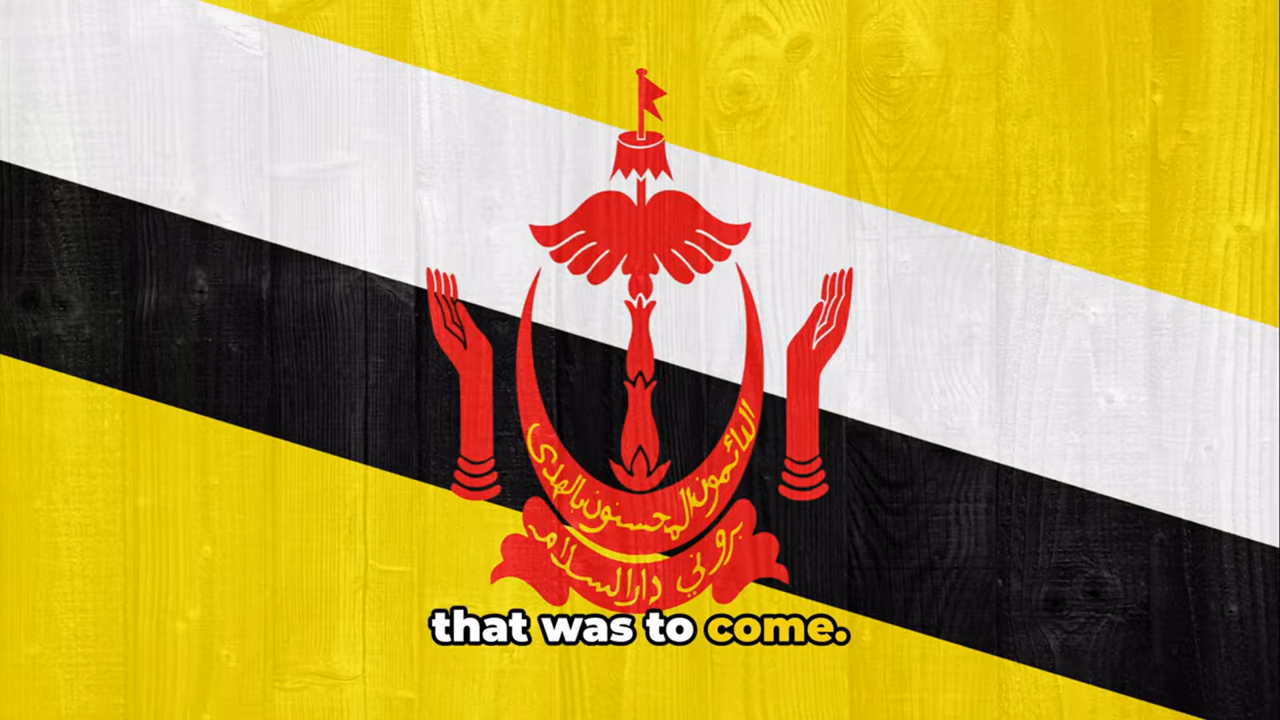 الدائمون المحسنون بالهدى
بروني دارالسلام
that was to come.